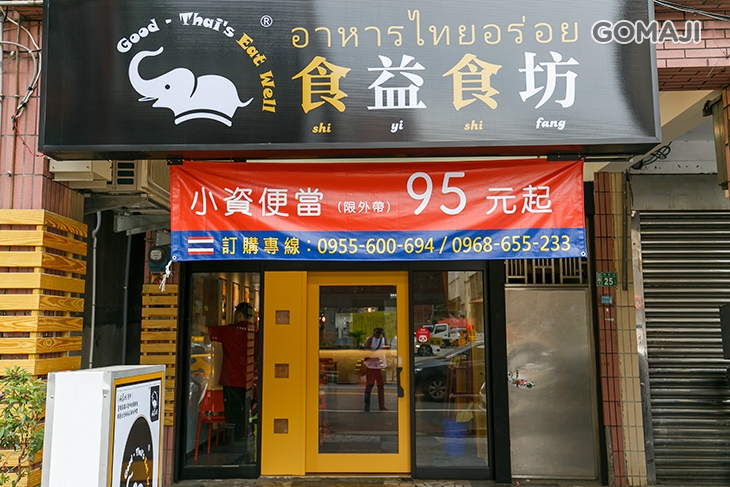 Good - Thai's Eat Well
®
อาหารไทยอร่อย
GOMAJI
食益食坊
shi yi shi fang
小資便當 (限外帶) 95 元起
訂購專線：0955-600-694 / 0968-655-233
25